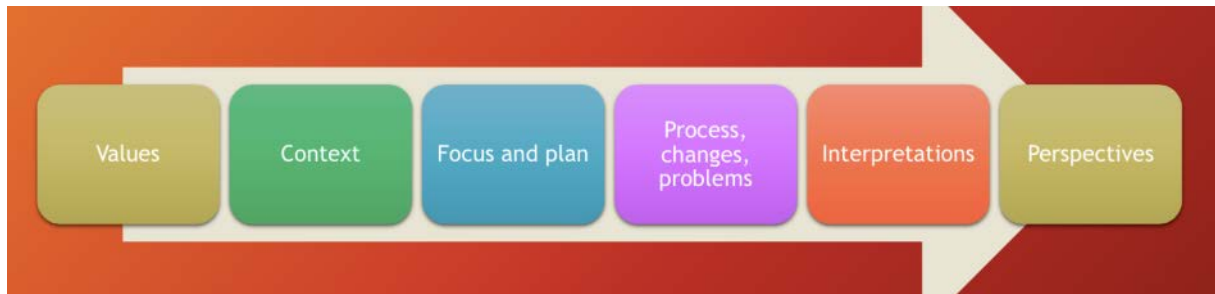 Values
Context
Focus and plan
Process,
changes,
problems
Interpretations
Perspectives